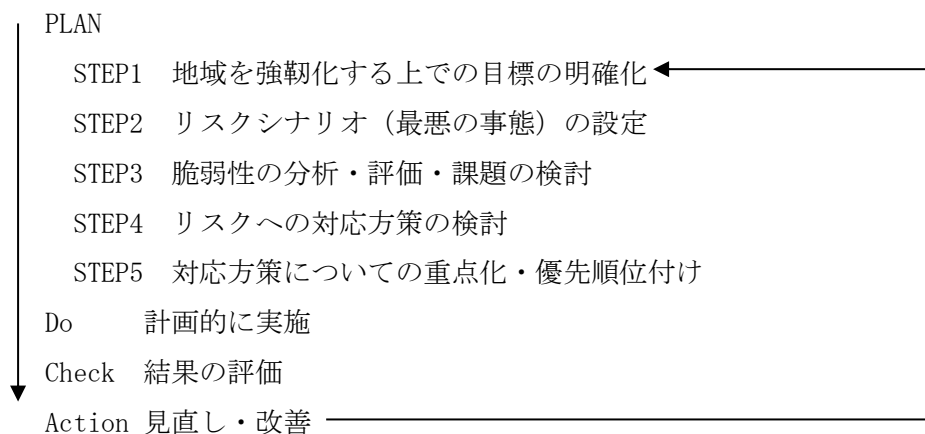 PLAN
STEP1　地域を強靭化する上での目標の明確化
STEP2　リスクシナリオ（最悪の事態）の設定
STEP3　脆弱性の分析・評価・課題の検討
STEP4　リスクへの対応方策の検討
STEP5　対応方策についての重点化・優先順位付け
Do　　計画的に実施
Check　結果の評価
Action 見直し・改善